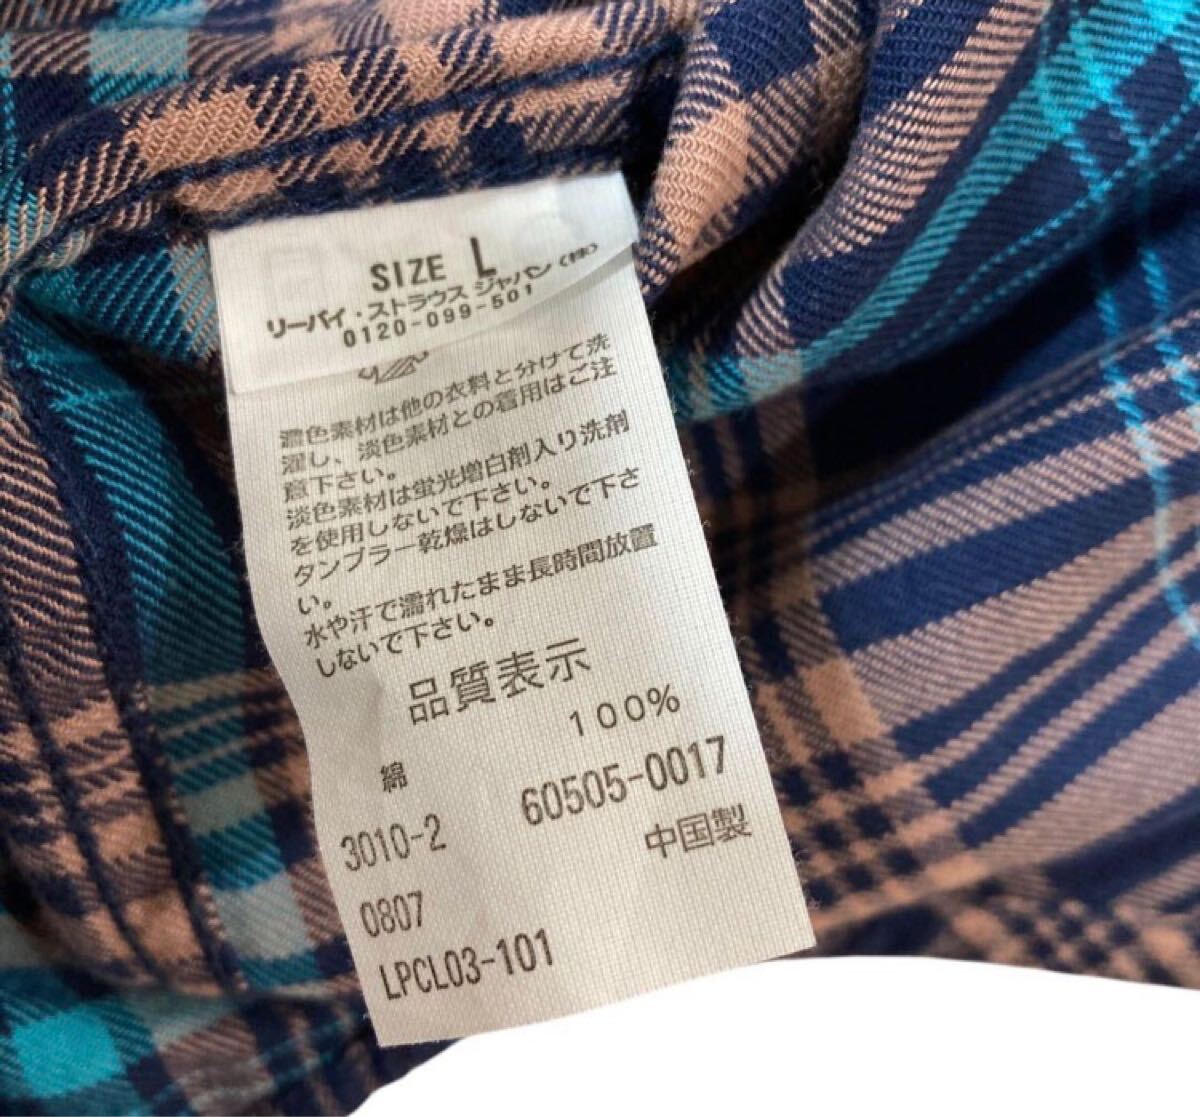 SIZE L
リーバイ・ストラウス ジャパン(株)
0120-099-501
濃色素材は他の衣料と分けて洗
濯し、淡色素材との着用はご注
意下さい。
淡色素材は蛍光増白剤入り洗剤
を使用しないで下さい。
タンブラー乾燥はしないで下さ
い。
水や汗で濡れたまま長時間放置
しないで下さい。
品質表示
綿 100%
3010-2 60505-0017
0807 中国製
LPCL03-101